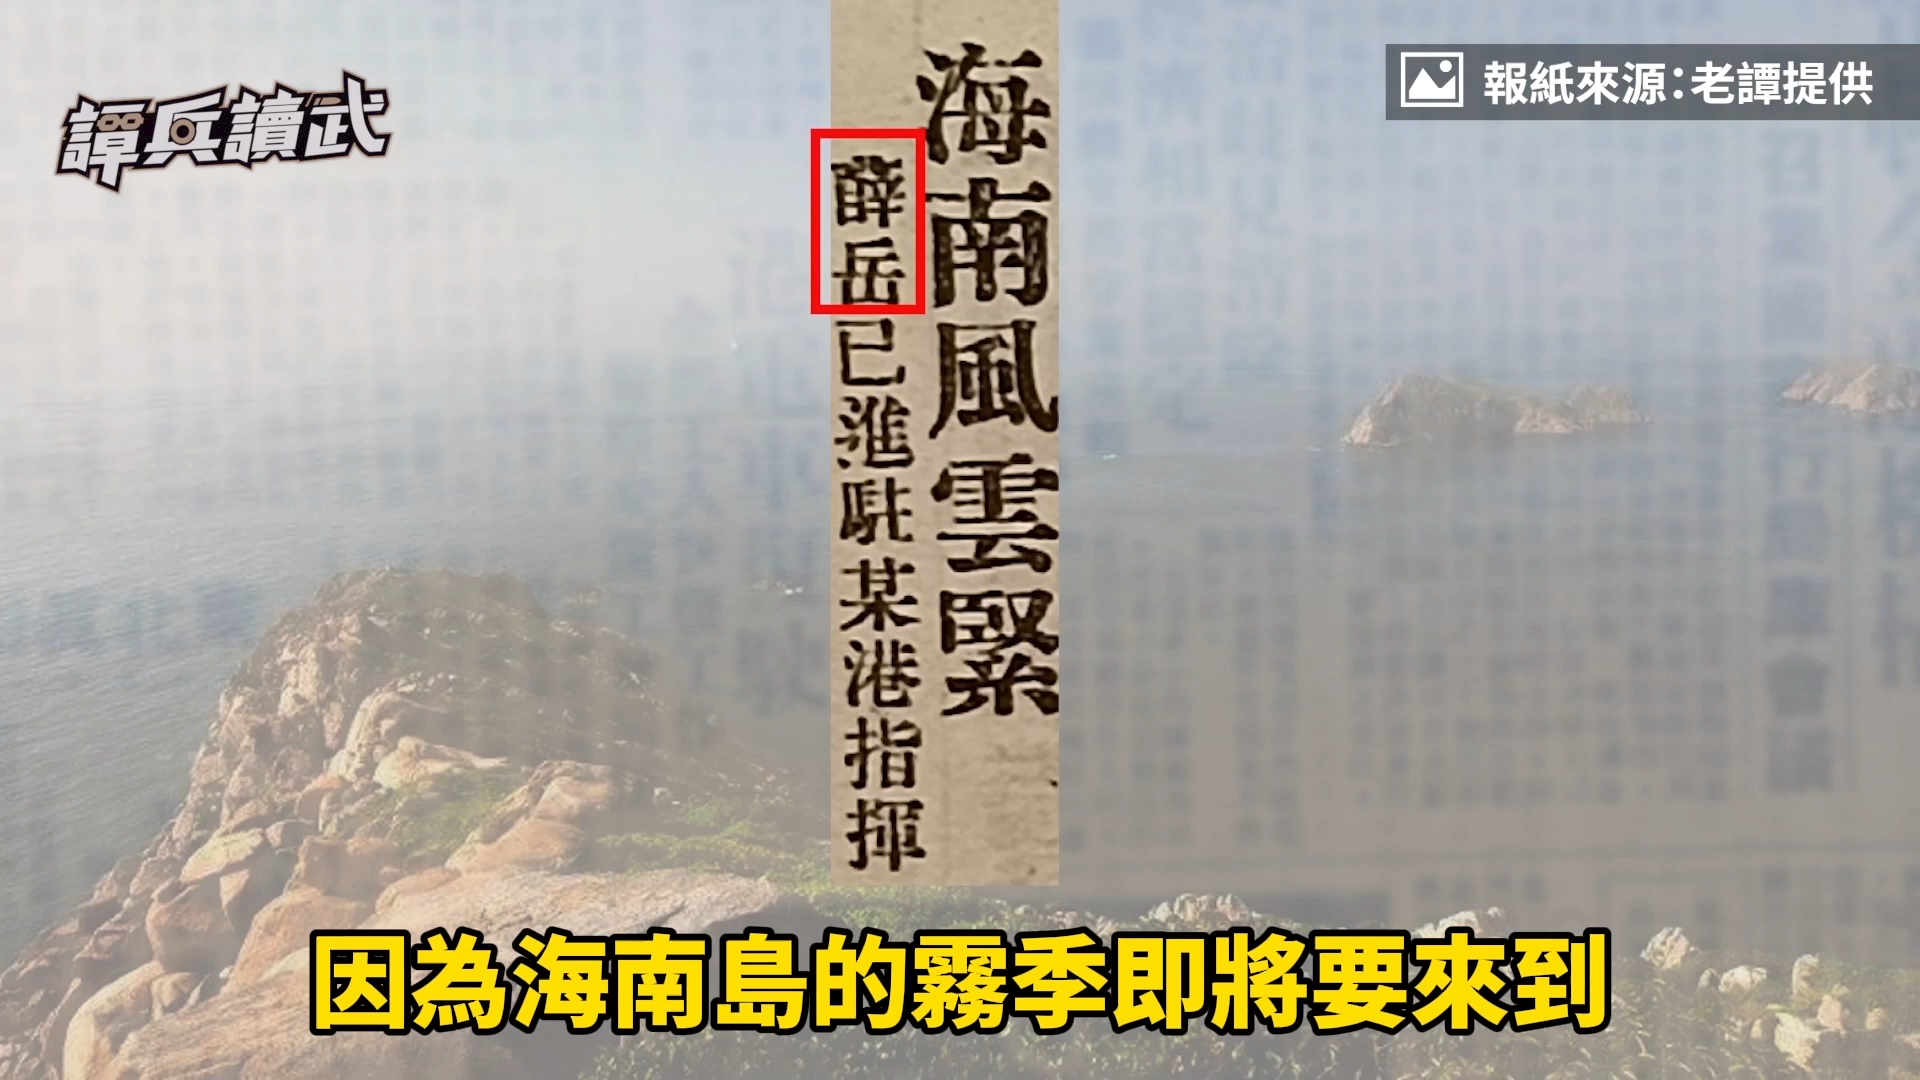 譚兵讀武
報紙來源：老譚提供
海南風雲緊
薛岳已進駐某港指揮
因為海南島的霧季即將要來到